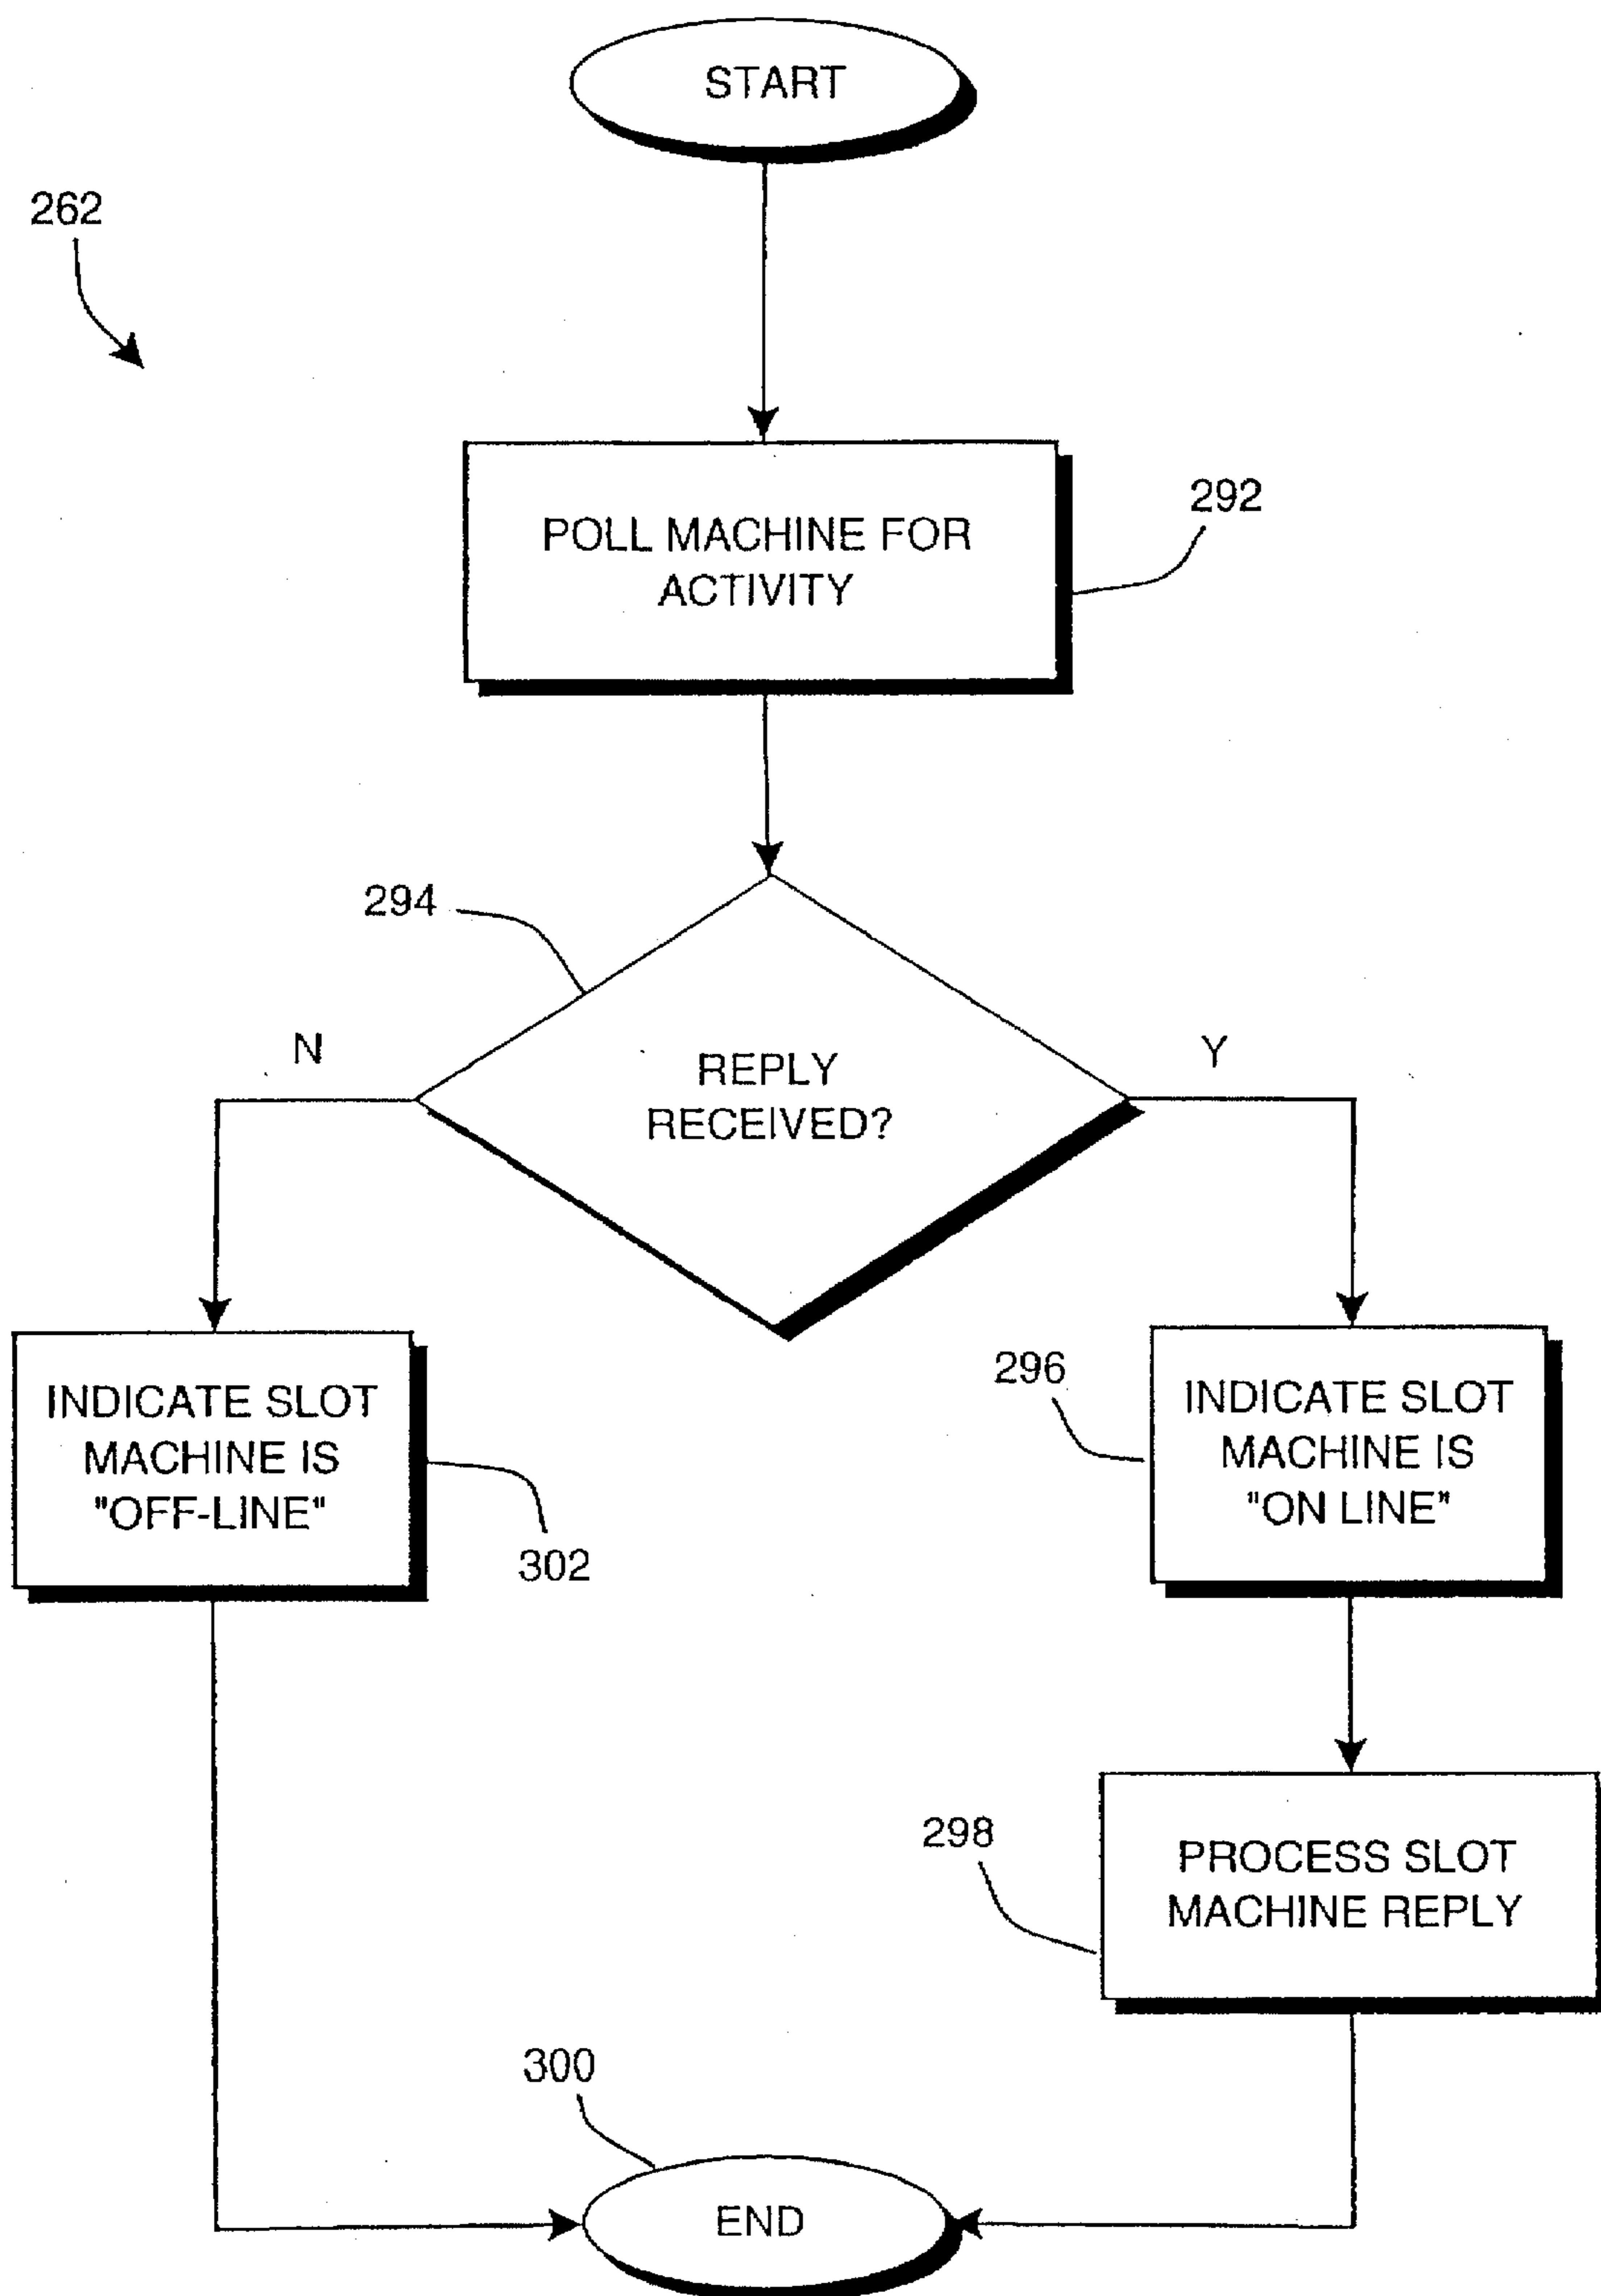 START
262
POLL MACHINE FOR
ACTIVITY
292
294
N
REPLY
RECEIVED?
Y
INDICATE SLOT
MACHINE IS
"OFF-LINE"
302
296
INDICATE SLOT
MACHINE IS
"ON LINE"
298
PROCESS SLOT
MACHINE REPLY
300
END